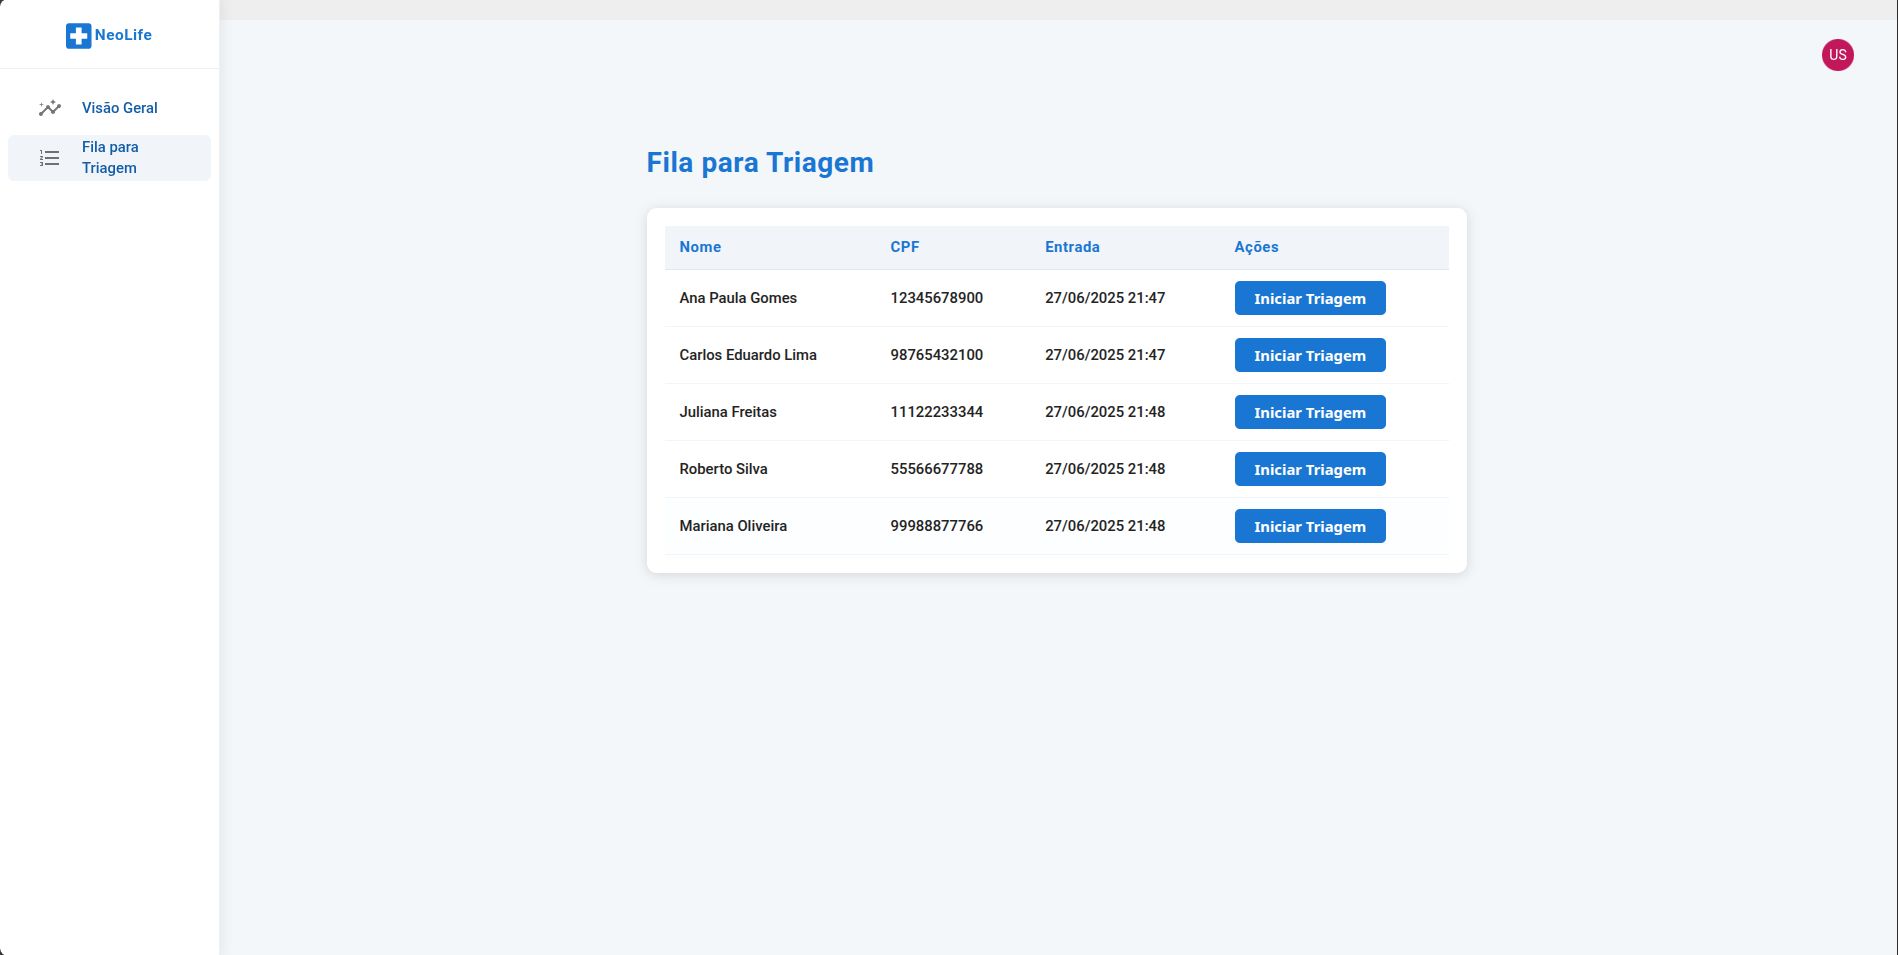 NeoLife
US
Visão Geral
Fila para
Triagem
Fila para Triagem
Nome CPF Entrada Ações
Ana Paula Gomes 12345678900 27/06/2025 21:47 Iniciar Triagem
Carlos Eduardo Lima 98765432100 27/06/2025 21:47 Iniciar Triagem
Juliana Freitas 11122233344 27/06/2025 21:48 Iniciar Triagem
Roberto Silva 55566677788 27/06/2025 21:48 Iniciar Triagem
Mariana Oliveira 99988877766 27/06/2025 21:48 Iniciar Triagem